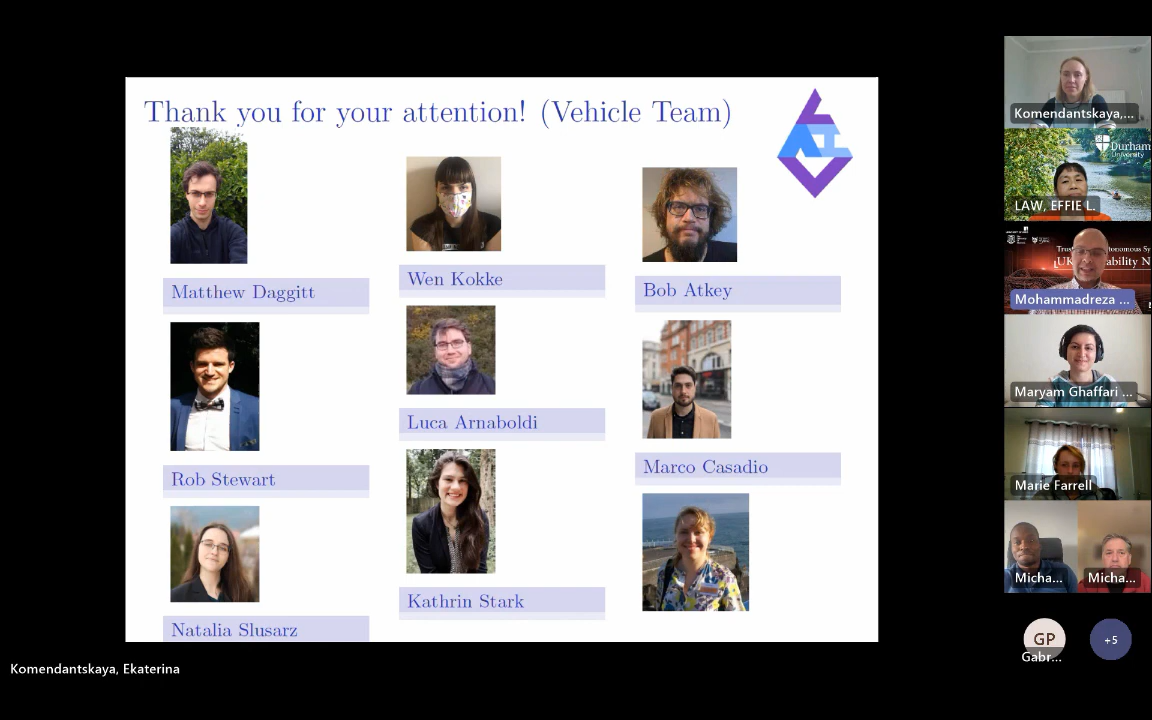 Thank you for your attention! (Vehicle Team)
Matthew Daggitt
Wen Kokke
Bob Atkey
Luca Arnaboldi
Rob Stewart
Marco Casadio
Kathrin Stark
Natalia Slusarz
Komendantskaya, Ekaterina
Komendantskaya,...
Durham
University
LAW, EFFIE L.
Mohammadreza ...
Maryam Ghaffari ...
Marie Farrell
Micha...
Micha...
GP
Gabr...
+5